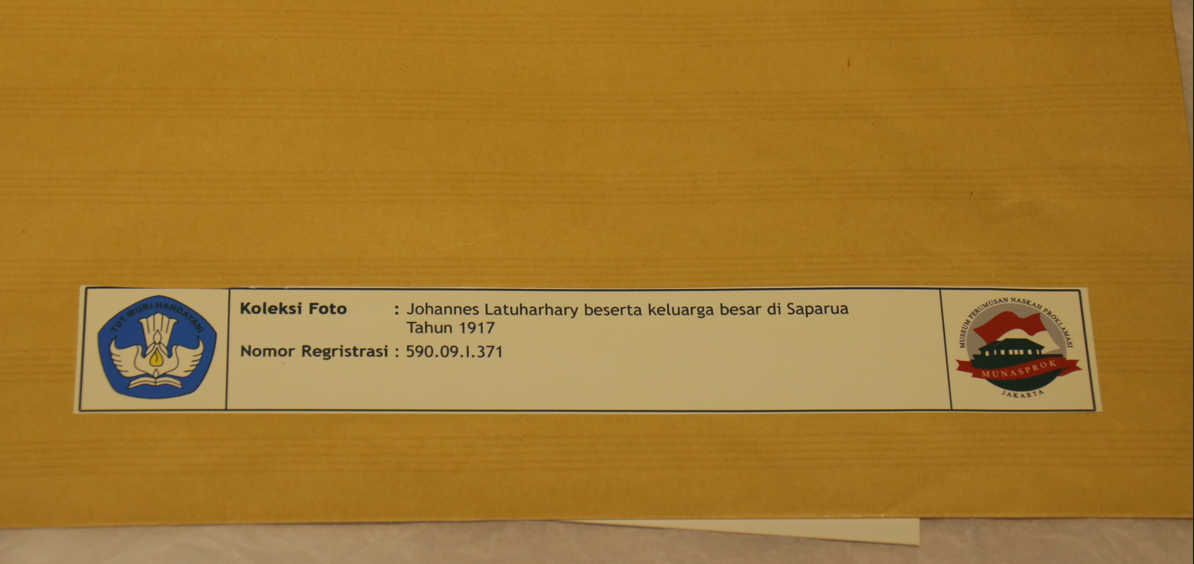 TUT WURI HANDAYANI
Koleksi Foto : Johannes Latuharhary beserta keluarga besar di Saparua
Tahun 1917
Nomor Regristrasi : 590.09.I.371
MUSEUM PERUMUSAN NASKAH PROKLAMASI
MUNASPROK
JAKARTA